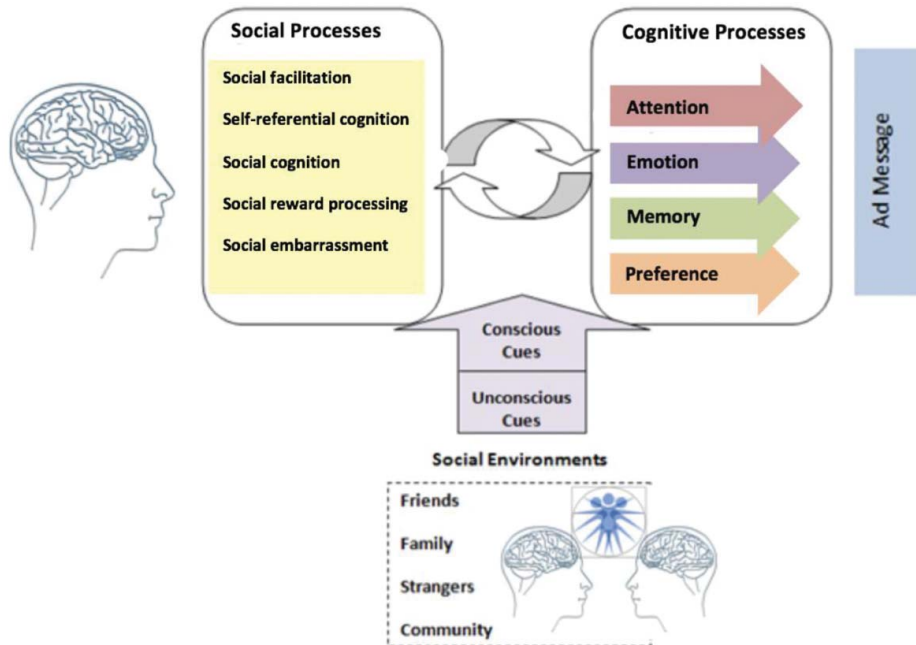 Social Processes
Social facilitation
Self-referential cognition
Social cognition
Social reward processing
Social embarrassment
Cognitive Processes
Attention
Emotion
Memory
Preference
Ad Message
Conscious
Cues
Unconscious
Cues
Social Environments
Friends
Family
Strangers
Community